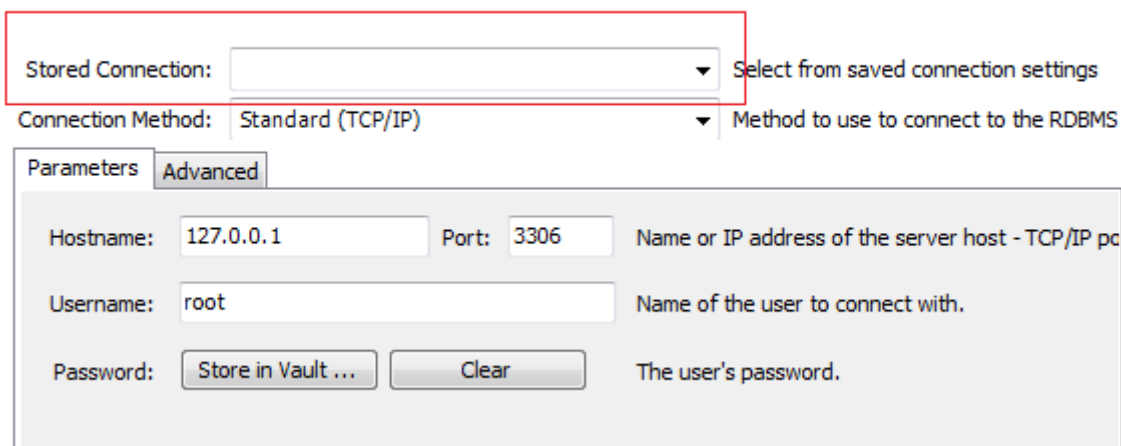 Stored Connection: Select from saved connection settings
Connection Method: Standard (TCP/IP) Method to use to connect to the RDBMS
Parameters Advanced
Hostname: 127.0.0.1 Port: 3306 Name or IP address of the server host - TCP/IP
Username: root Name of the user to connect with.
Password: Store in Vault ... Clear The user's password.